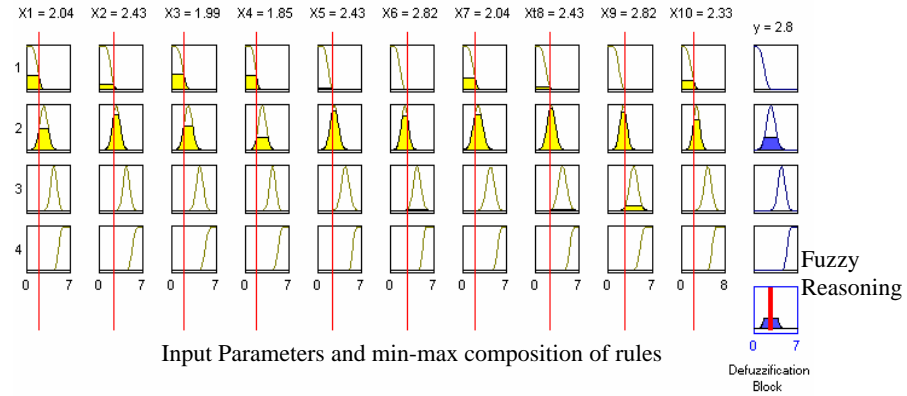 X1 = 2.04 X2 = 2.43 X3 = 1.99 X4 = 1.85 X5 = 2.43 X6 = 2.82 X7 = 2.04 Xt8 = 2.43 X9 = 2.82 X10 = 2.33
y = 2.8
1
2
3
4
0 7 0 7 0 7 0 7 0 7 0 7 0 7 0 7 0 7 0 8
Fuzzy
Reasoning
Input Parameters and min-max composition of rules
0 7
Defuzzification
Block